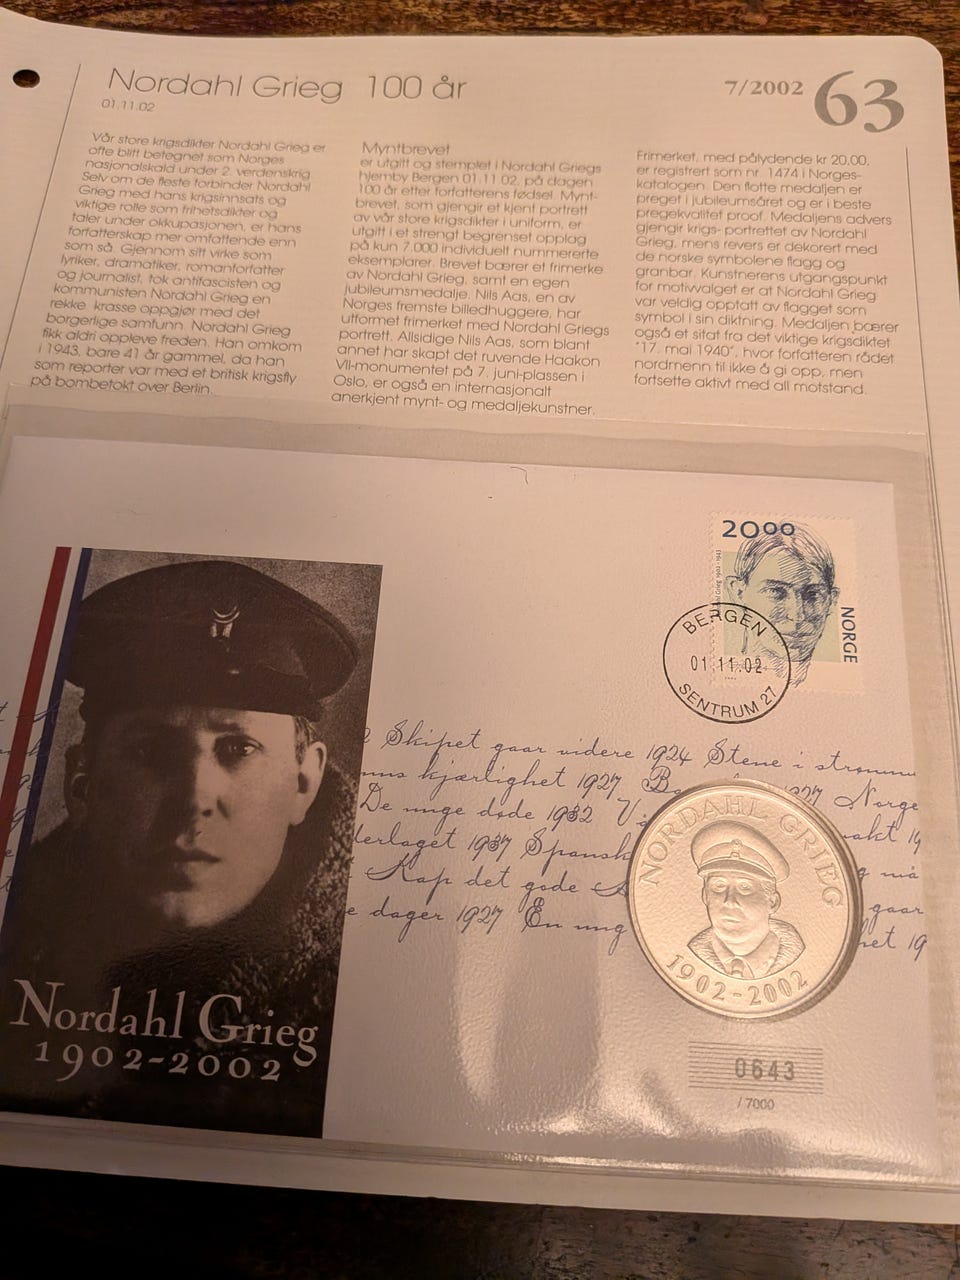 Nordahl Grieg 100 år
01.11.02
7/2002 63
Vår store krigsdikter Nordahl Grieg er
ofte blitt betegnet som Norges
nasjonalskald under 2. verdenskrig
Selv om de fleste forbinder Nordahl
Grieg med hans krigsinnsats og
viktige rolle som frihetsdikter og
taler under okkupasjonen, er hans
forfatterskap mer omfattende enn
som så. Gjennom sitt virke som
lyriker, dramatiker, romanforfatter
og journalist, tok antifascisten og
kommunisten Nordahl Grieg en
rekke krasse oppgjør med det
borgerlige samfunn. Nordahl Grieg
fikk aldri oppleve freden. Han omkom
i 1943, bare 41 år gammel, da han
som reporter var med et britisk krigsfly
på bombetokt over Berlin.
Myntbrevet
er utgitt og stemplet i Nordahl Griegs
hjemby Bergen 01.11.02, på dagen
100 år etter forfatterens fødsel. Mynt-
brevet, som gjengir et kjent portrett
av vår store krigsdikter i uniform, er
utgitt i et strengt begrenset opplag
på kun 7.000 individuelt nummererte
eksemplarer. Brevet bærer et frimerke
av Nordahl Grieg, samt en egen
jubileumsmedalje. Nils Aas, en av
Norges fremste billedhuggere, har
utformet frimerket med Nordahl Griegs
portrett. Allsidige Nils Aas, som blant
annet har skapt det ruvende Haakon
VII-monumentet på 7. juni-plassen i
Oslo, er også en internasjonalt
anerkjent mynt- og medaljekunstner.
Frimerket, med pålydende kr 20,00,
er registrert som nr. 1474 i Norges-
katalogen. Den flotte medaljen er
preget i jubileumsåret og er i beste
pregekvalitet proof. Medaljens advers
gjengir krigs- portrettet av Nordahl
Grieg, mens revers er dekorert med
de norske symbolene flagg og
granbar. Kunstnerens utgangspunkt
for motivvalget er at Nordahl Grieg
var veldig opptatt av flagget som
symbol i sin diktning. Medaljen bærer
også et sitat fra det viktige krigsdiktet
"17. mai 1940", hvor forfatteren rådet
nordmenn til ikke å gi opp, men
fortsette aktivt med all motstand.
2000
NORGE
BERGEN
01.11.02
SENTRUM 27
Skipet gaar videre 1924 Stene i strømme
kjærlighet 1927 1927 Norge
De unge døde 1932
1937
Kap det gode
dager 1927 En ung
gaar
NORDAHL GRIEG
1902-2002
Nordahl Grieg
1902-2002
0643
/ 7000